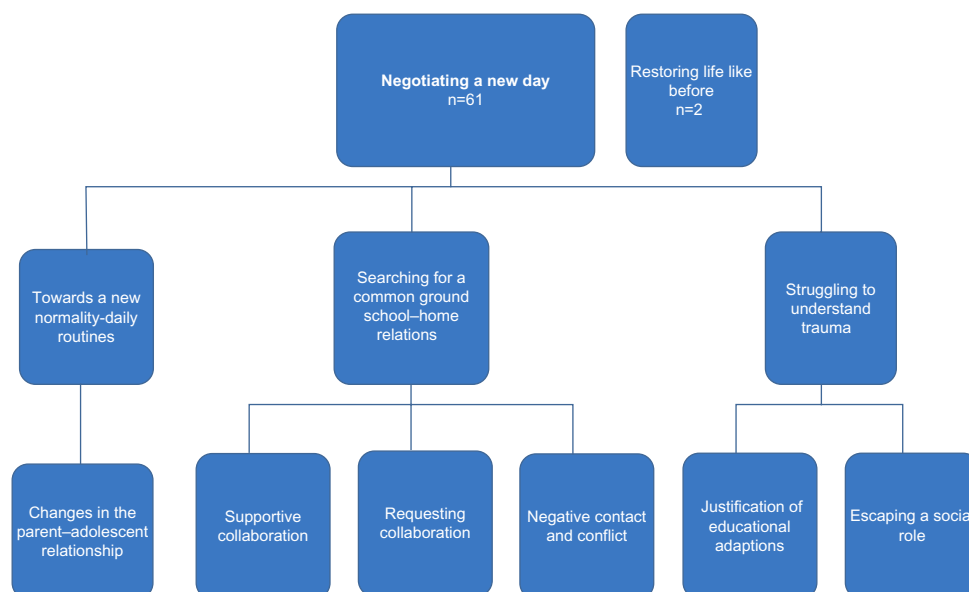 Negotiating a new day
n=61
Restoring life like
before
n=2
Towards a new
normality-daily
routines
Searching for a
common ground
school–home
relations
Struggling to
understand
trauma
Changes in the
parent–adolescent
relationship
Supportive
collaboration
Requesting
collaboration
Negative contact
and conflict
Justification of
educational
adaptions
Escaping a social
role